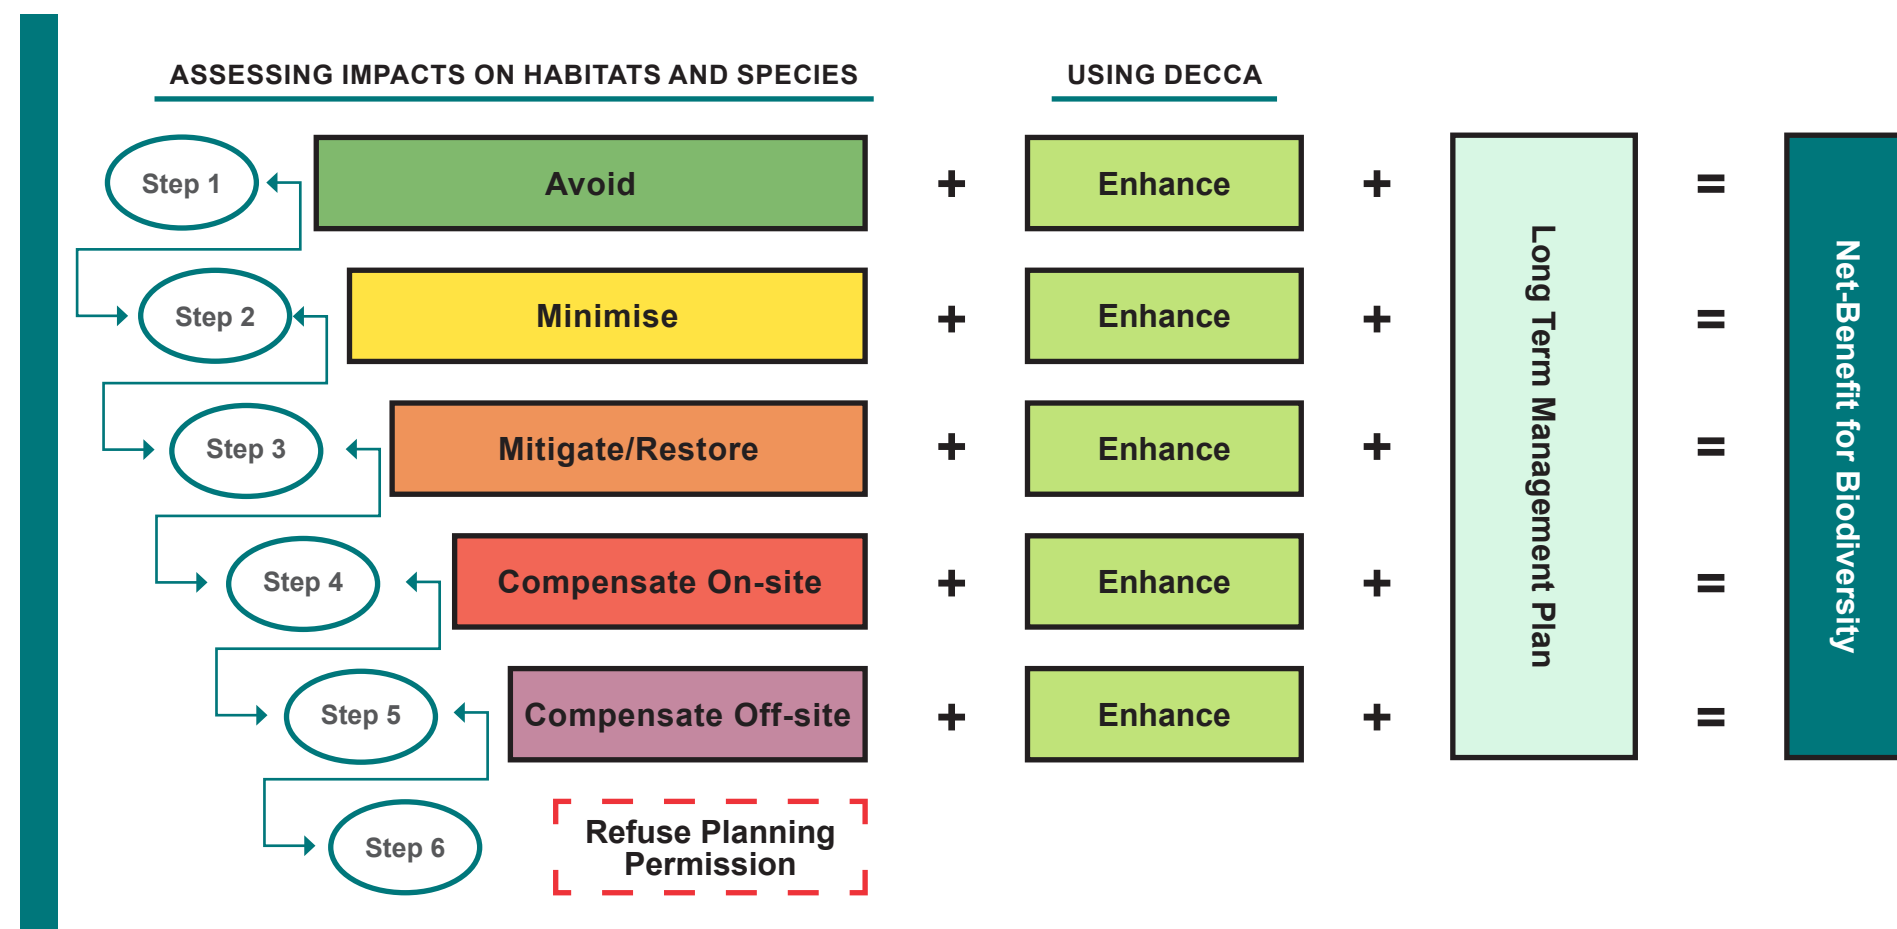 ASSESSING IMPACTS ON HABITATS AND SPECIES
USING DECCA
Step 1
Avoid
+
Enhance
+
=
Step 2
Minimise
+
Enhance
+
=
Step 3
Mitigate/Restore
+
Enhance
+
=
Step 4
Compensate On-site
+
Enhance
+
=
Step 5
Compensate Off-site
+
Enhance
+
=
Step 6
Refuse Planning
Permission
Long Term Management Plan
Net-Benefit for Biodiversity